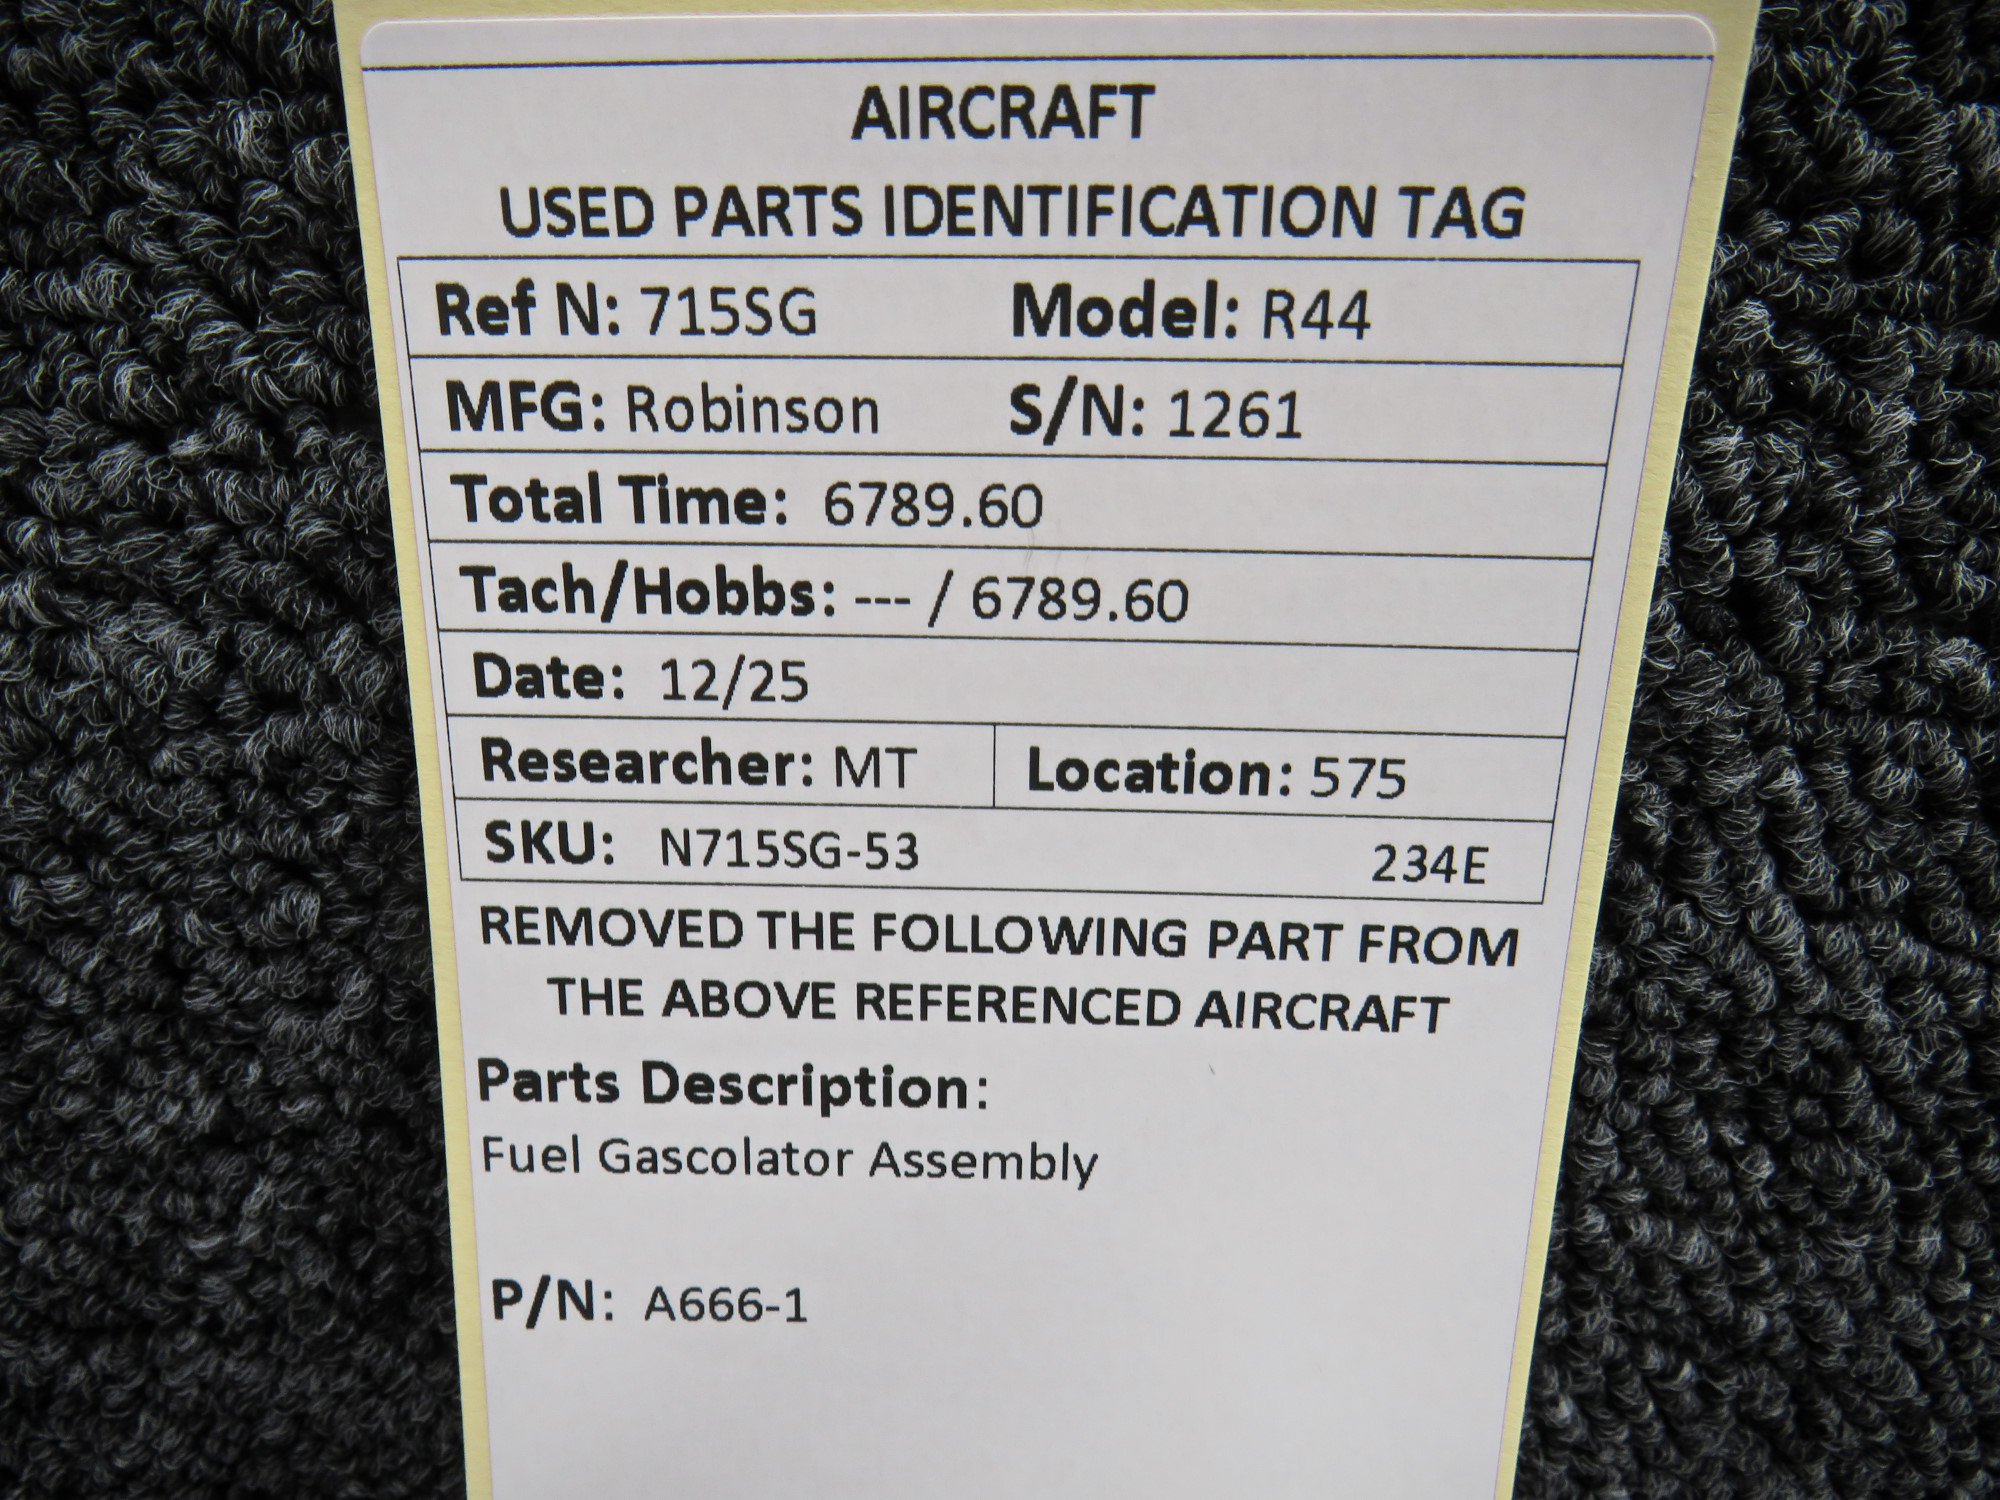 AIRCRAFT
USED PARTS IDENTIFICATION TAG
Ref N: 715SG Model: R44
MFG: Robinson S/N: 1261
Total Time: 6789.60
Tach/Hobbs: --- / 6789.60
Date: 12/25
Researcher: MT Location: 575
SKU: N715SG-53 234E
REMOVED THE FOLLOWING PART FROM
THE ABOVE REFERENCED AIRCRAFT
Parts Description:
Fuel Gascolator Assembly
P/N: A666-1